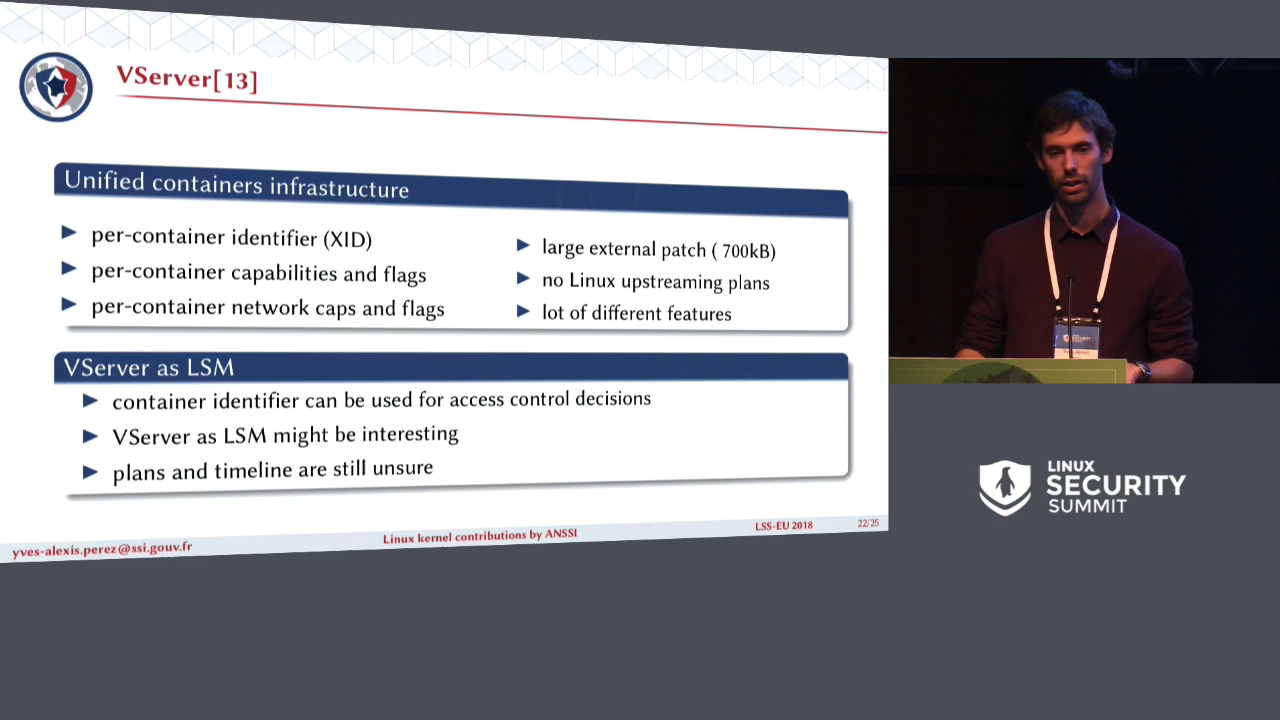 VServer[13]
Unified containers infrastructure
per-container identifier (XID)
per-container capabilities and flags
per-container network caps and flags
large external patch ( 700kB)
no Linux upstreaming plans
lot of different features
VServer as LSM
container identifier can be used for access control decisions
VServer as LSM might be interesting
plans and timeline are still unsure
yves-alexis.perez@ssi.gouv.fr
Linux kernel contributions by ANSSI
LSS-EU 2018
22/25
LINUX
SECURITY
SUMMIT